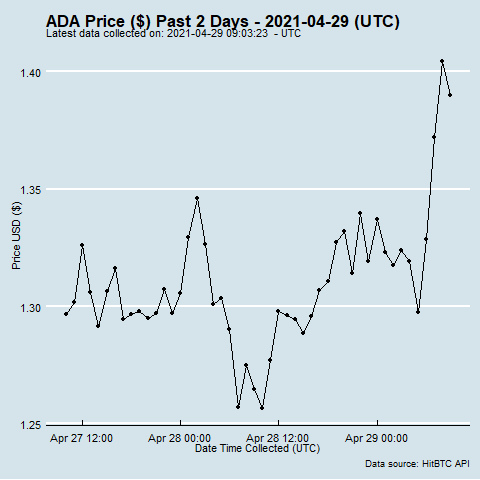 ADA Price ($) Past 2 Days - 2021-04-29 (UTC)
Latest data collected on: 2021-04-29 09:03:23  - UTC
1.40
1.35
1.30
1.25
Price USD ($)
Apr 27 12:00
Apr 28 00:00
Apr 28 12:00
Apr 29 00:00
Date Time Collected (UTC)
Data source: HitBTC API